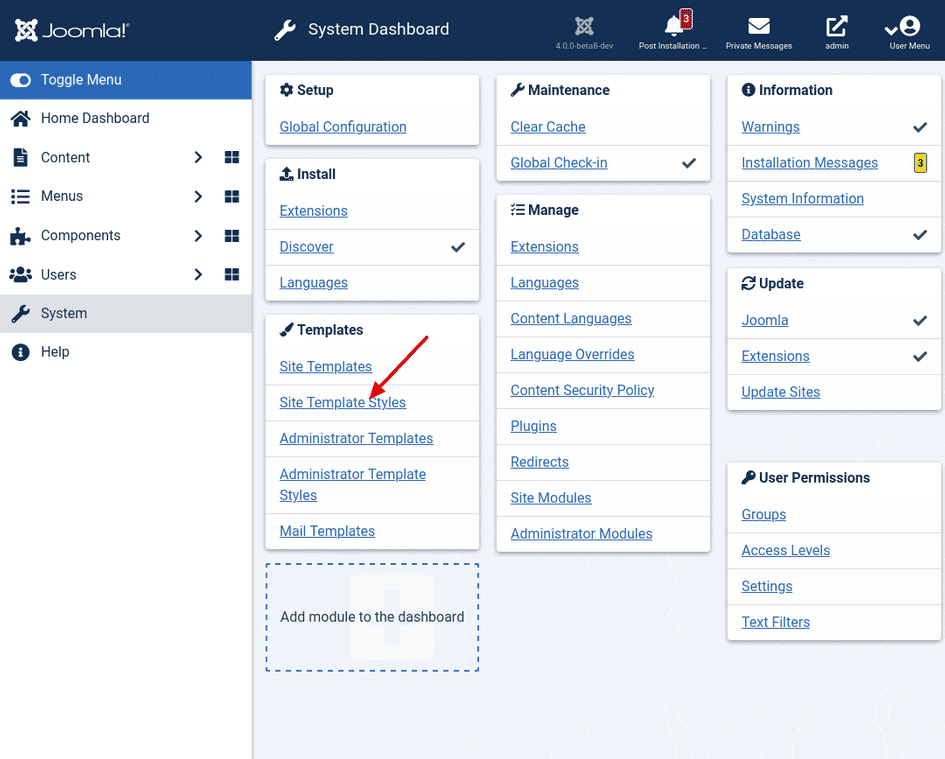 Joomla!®
System Dashboard
4.0.0-beta8-dev
3
Post Installation ...
Private Messages
admin
User Menu
Toggle Menu
Home Dashboard
Content
Menus
Components
Users
System
Help
Setup
Global Configuration
Install
Extensions
Discover
Languages
Templates
Site Templates
Site Template Styles
Administrator Templates
Administrator Template
Styles
Mail Templates
Add module to the dashboard
Maintenance
Clear Cache
Global Check-in
Manage
Extensions
Languages
Content Languages
Language Overrides
Content Security Policy
Plugins
Redirects
Site Modules
Administrator Modules
Information
Warnings
Installation Messages
3
System Information
Database
Update
Joomla
Extensions
Update Sites
User Permissions
Groups
Access Levels
Settings
Text Filters